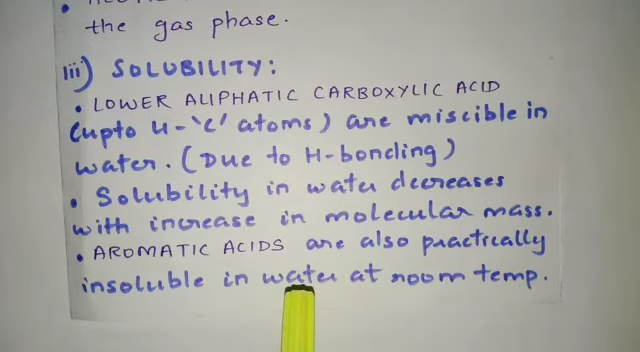 the gas phase.
iii) SOLUBILITY:
• LOWER ALIPHATIC CARBOXYLIC ACID
(upto 4-'C' atoms) are miscible in
water. (Due to H-bonding)
• Solubility in water decreases
with increase in molecular mass.
• AROMATIC ACIDS are also practically
insoluble in water at room temp.